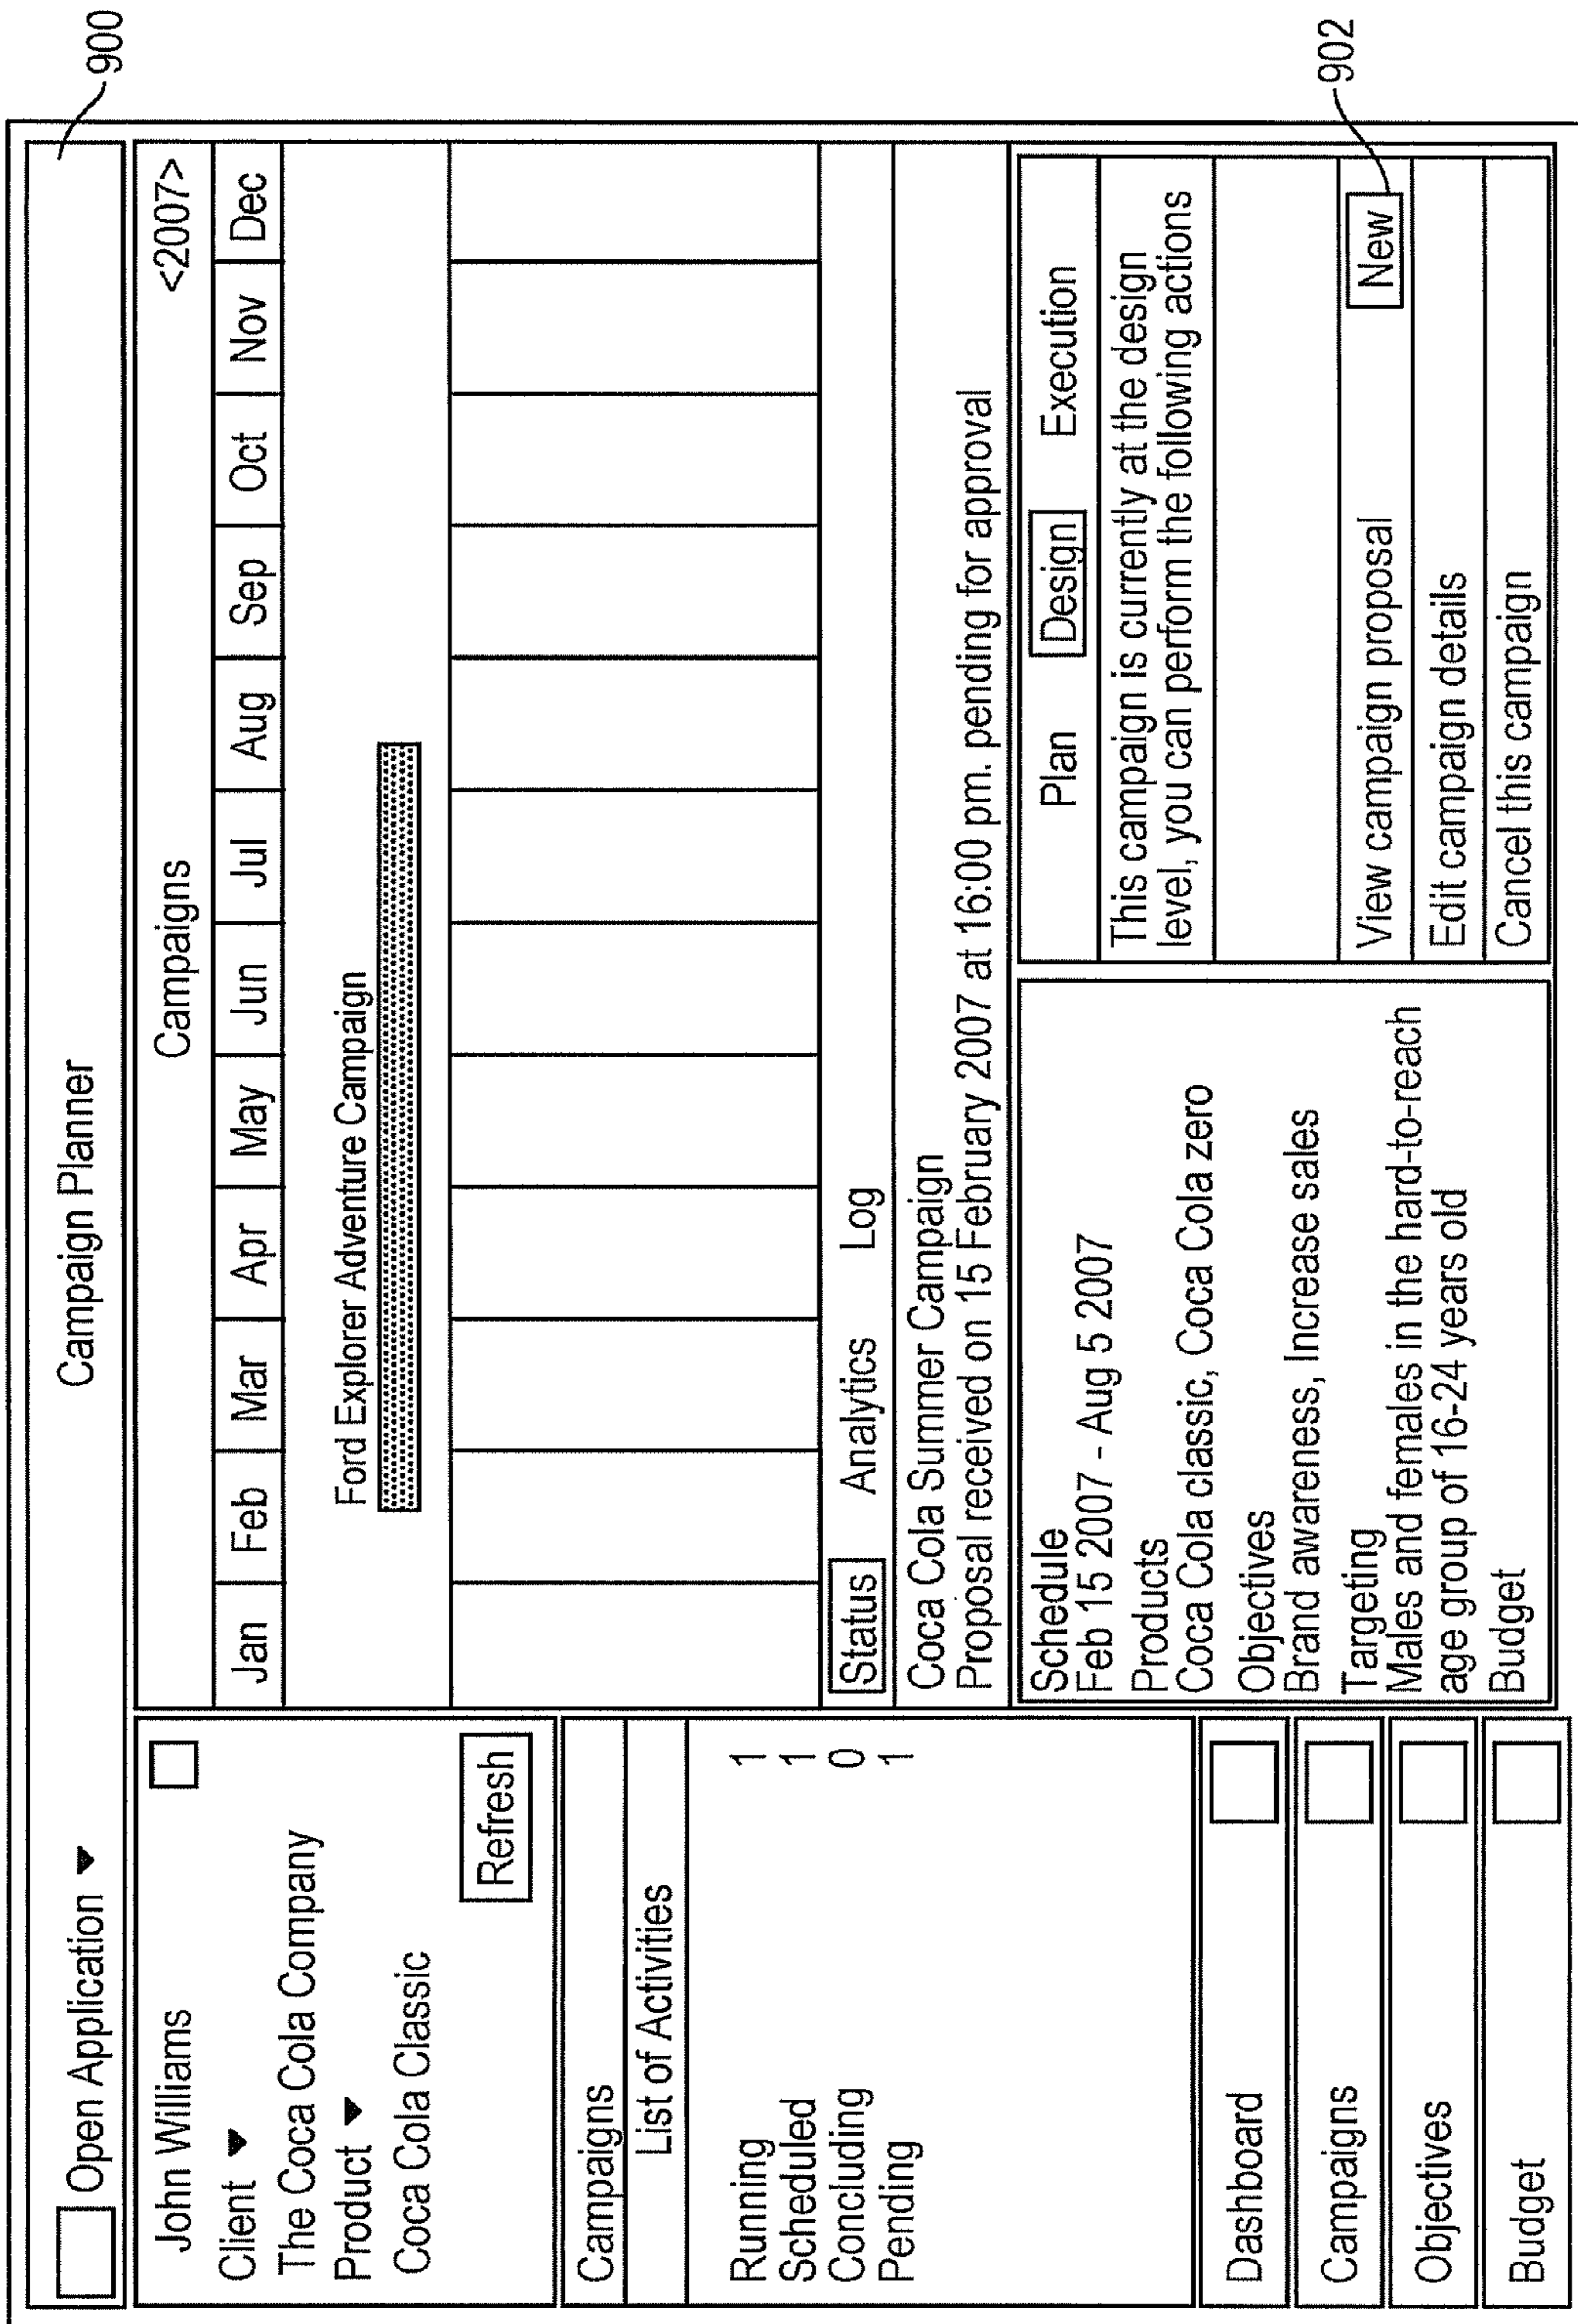 Campaign Planner
900
Open Application
John Williams
Client
The Coca Cola Company
Product
Coca Cola Classic
Refresh
Campaigns
List of Activities
Running 1
Scheduled 1
Concluding 0
Pending 1
Dashboard
Campaigns
Objectives
Budget
Campaigns <2007>
Jan Feb Mar Apr May Jun Jul Aug Sep Oct Nov Dec
Ford Explorer Adventure Campaign
Status Analytics Log
Coca Cola Summer Campaign
Proposal received on 15 February 2007 at 16:00 pm. pending for approval
Schedule
Feb 15 2007 - Aug 5 2007
Products
Coca Cola classic, Coca Cola zero
Objectives
Brand awareness, Increase sales
Targeting
Males and females in the hard-to-reach
age group of 16-24 years old
Budget
Plan Design Execution
This campaign is currently at the design
level, you can perform the following actions
View campaign proposal New
902
Edit campaign details
Cancel this campaign